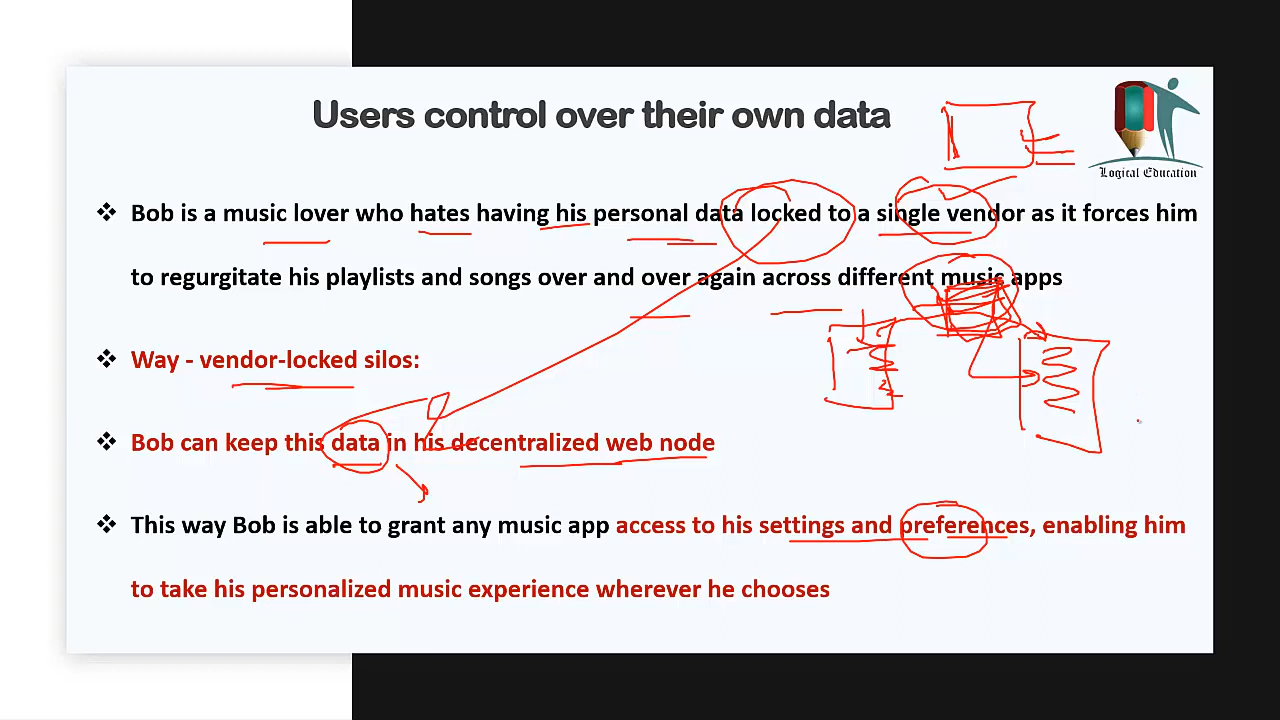 Users control over their own data
Logical Education
❖ Bob is a music lover who hates having his personal data locked to a single vendor as it forces him
to regurgitate his playlists and songs over and over again across different music apps
❖ Way - vendor-locked silos:
❖ Bob can keep this data in his decentralized web node
❖ This way Bob is able to grant any music app access to his settings and preferences, enabling him
to take his personalized music experience wherever he chooses